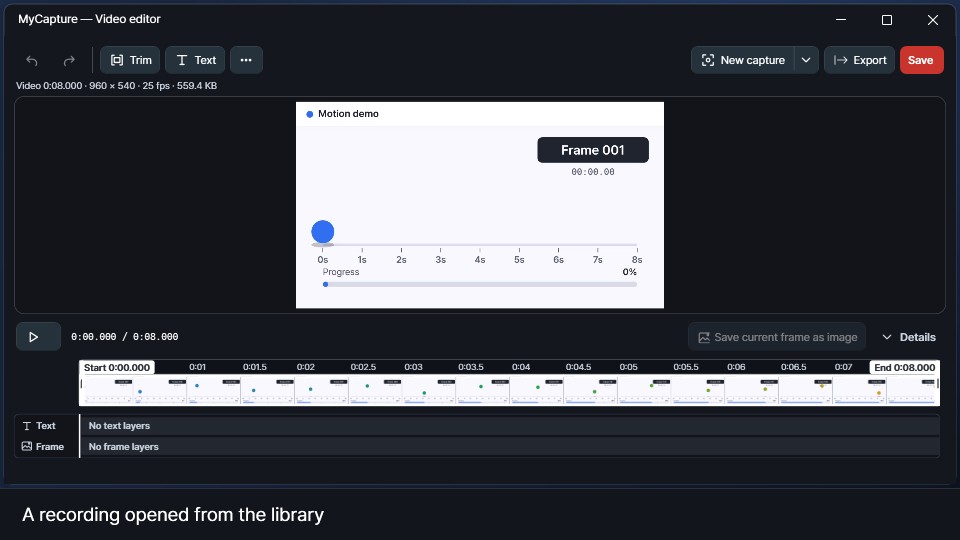 MyCapture — Video editor
Trim
Text
New capture
Export
Save
Video 0:08.000 · 960 × 540 · 25 fps · 559.4 KB
Motion demo
Frame 001
00:00.00
0s 1s 2s 3s 4s 5s 6s 7s 8s
Progress 0%
0:00.000 / 0:08.000
Save current frame as image
Details
Start 0:00.000 0:01 0:01.5 0:02 0:02.5 0:03 0:03.5 0:04 0:04.5 0:05 0:05.5 0:06 0:06.5 0:07 End 0:08.000
Text No text layers
Frame No frame layers
A recording opened from the library